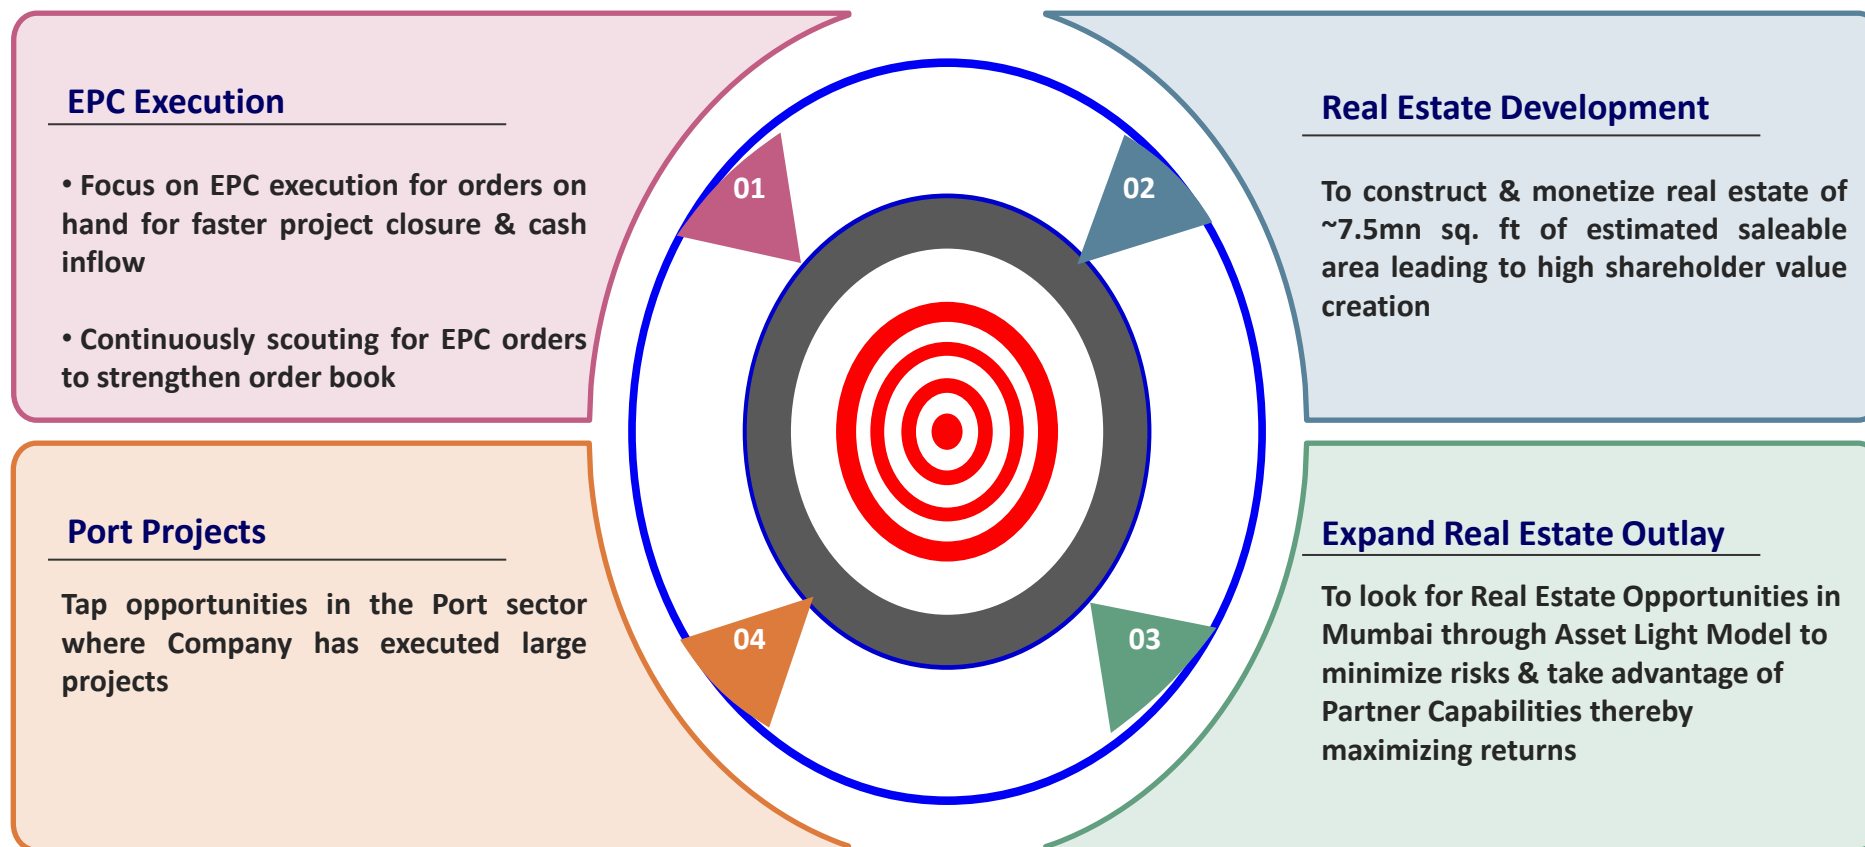 EPC Execution
• Focus on EPC execution for orders on
hand for faster project closure & cash
inflow
• Continuously scouting for EPC orders
to strengthen order book
01
02
Real Estate Development
To construct & monetize real estate of
~7.5mn sq. ft of estimated saleable
area leading to high shareholder value
creation
Port Projects
Tap opportunities in the Port sector
where Company has executed large
projects
04
03
Expand Real Estate Outlay
To look for Real Estate Opportunities in
Mumbai through Asset Light Model to
minimize risks & take advantage of
Partner Capabilities thereby
maximizing returns